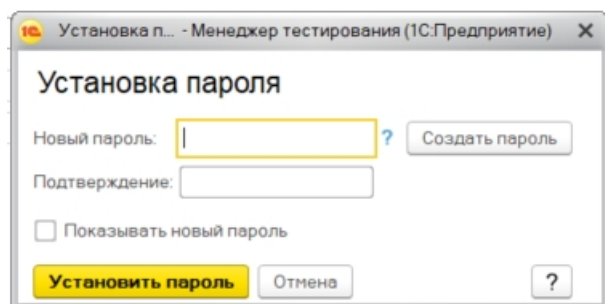 1С Установка п... - Менеджер тестирования (1С:Предприятие) ×
Установка пароля
Новый пароль: ? Создать пароль
Подтверждение:
Показывать новый пароль
Установить пароль Отмена ?